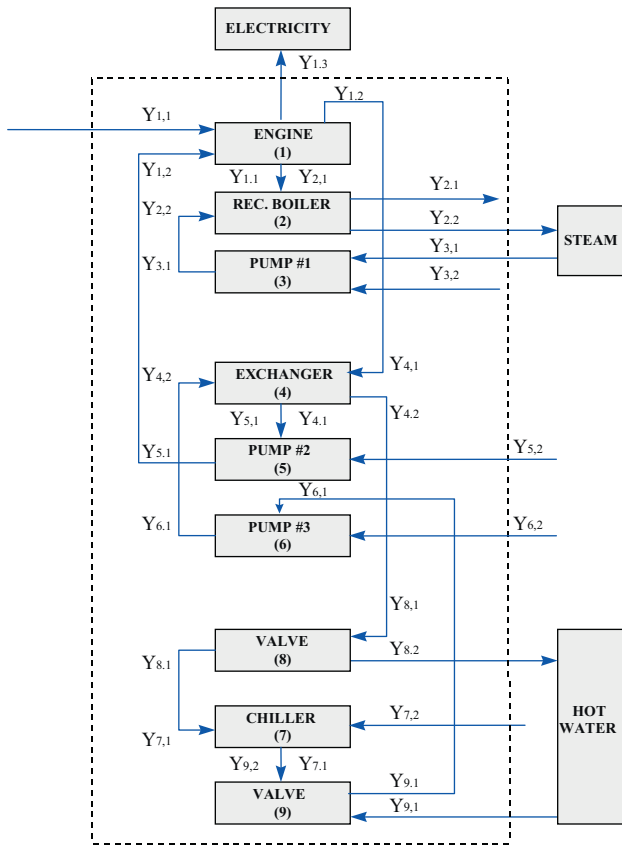 ELECTRICITY
Y1.3
Y1.2
Y1,1
ENGINE
(1)
Y1,2
Y1.1 Y2,1
Y2.1
REC. BOILER
(2)
Y2,2
Y2.2
STEAM
Y3,1
PUMP #1
(3)
Y3.1
Y3,2
Y4,1
EXCHANGER
(4)
Y4,2
Y4.2
Y5,1 Y4.1
Y5.1
PUMP #2
(5)
Y5,2
Y6,1
Y6.1
PUMP #3
(6)
Y6,2
Y8,1
VALVE
(8)
Y8.1
Y8.2
HOT
WATER
CHILLER
(7)
Y7,2
Y7,1
Y9,2 Y7.1
Y9.1
VALVE
(9)
Y9,1